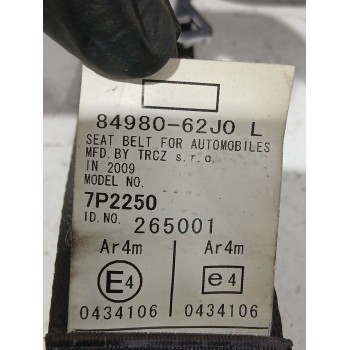 84980-62J0 L
SEAT BELT FOR AUTOMOBILES
MFD. BY TRCZ s.r.o.
IN 2009
MODEL NO.
7P2250
ID. NO. 265001
Ar4m Ar4m
E4 e4
0434106 0434106